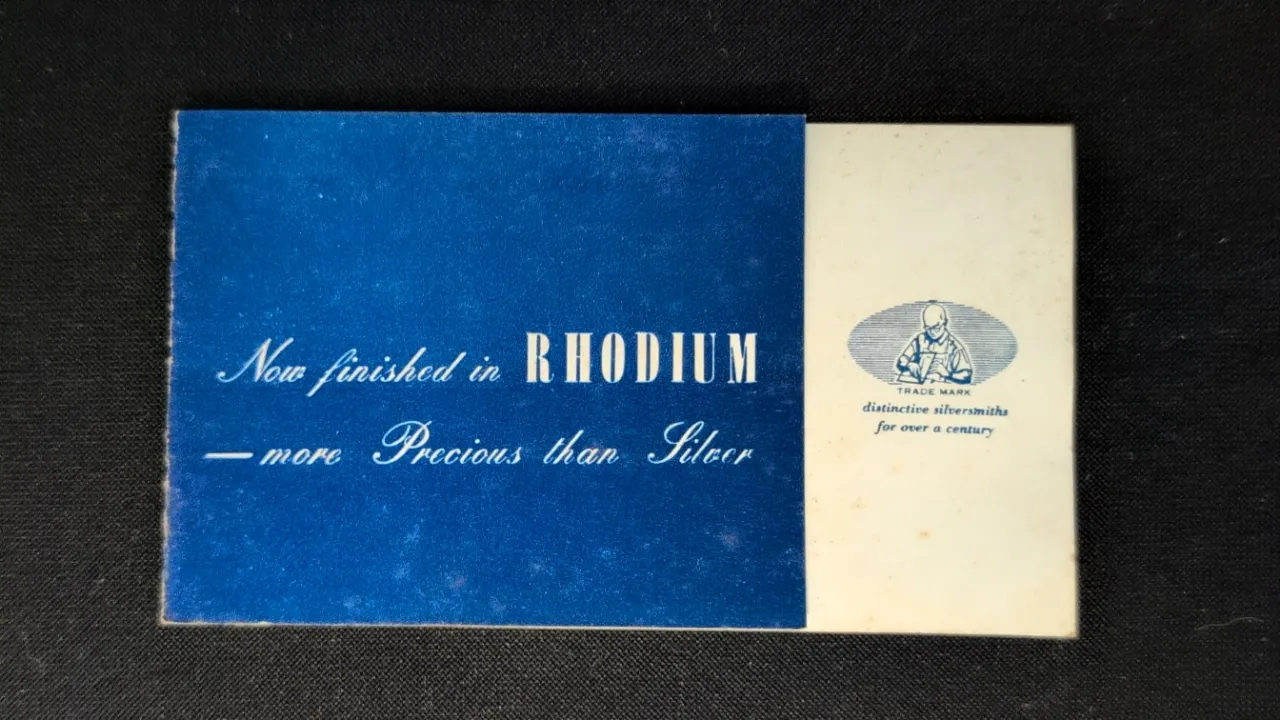 Now finished in RHODIUM
— more Precious than Silver
TRADE MARK
distinctive silversmiths
for over a century